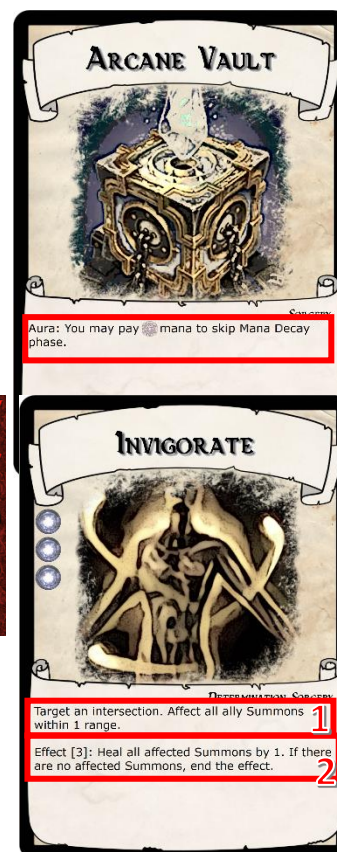 ARCANE VAULT
SORCERY
Aura: You may pay mana to skip Mana Decay
phase.
INVIGORATE
DETERMINATION SORCERY
Target an intersection. Affect all ally Summons
within 1 range.
1
Effect [3]: Heal all affected Summons by 1. If there
are no affected Summons, end the effect.
2